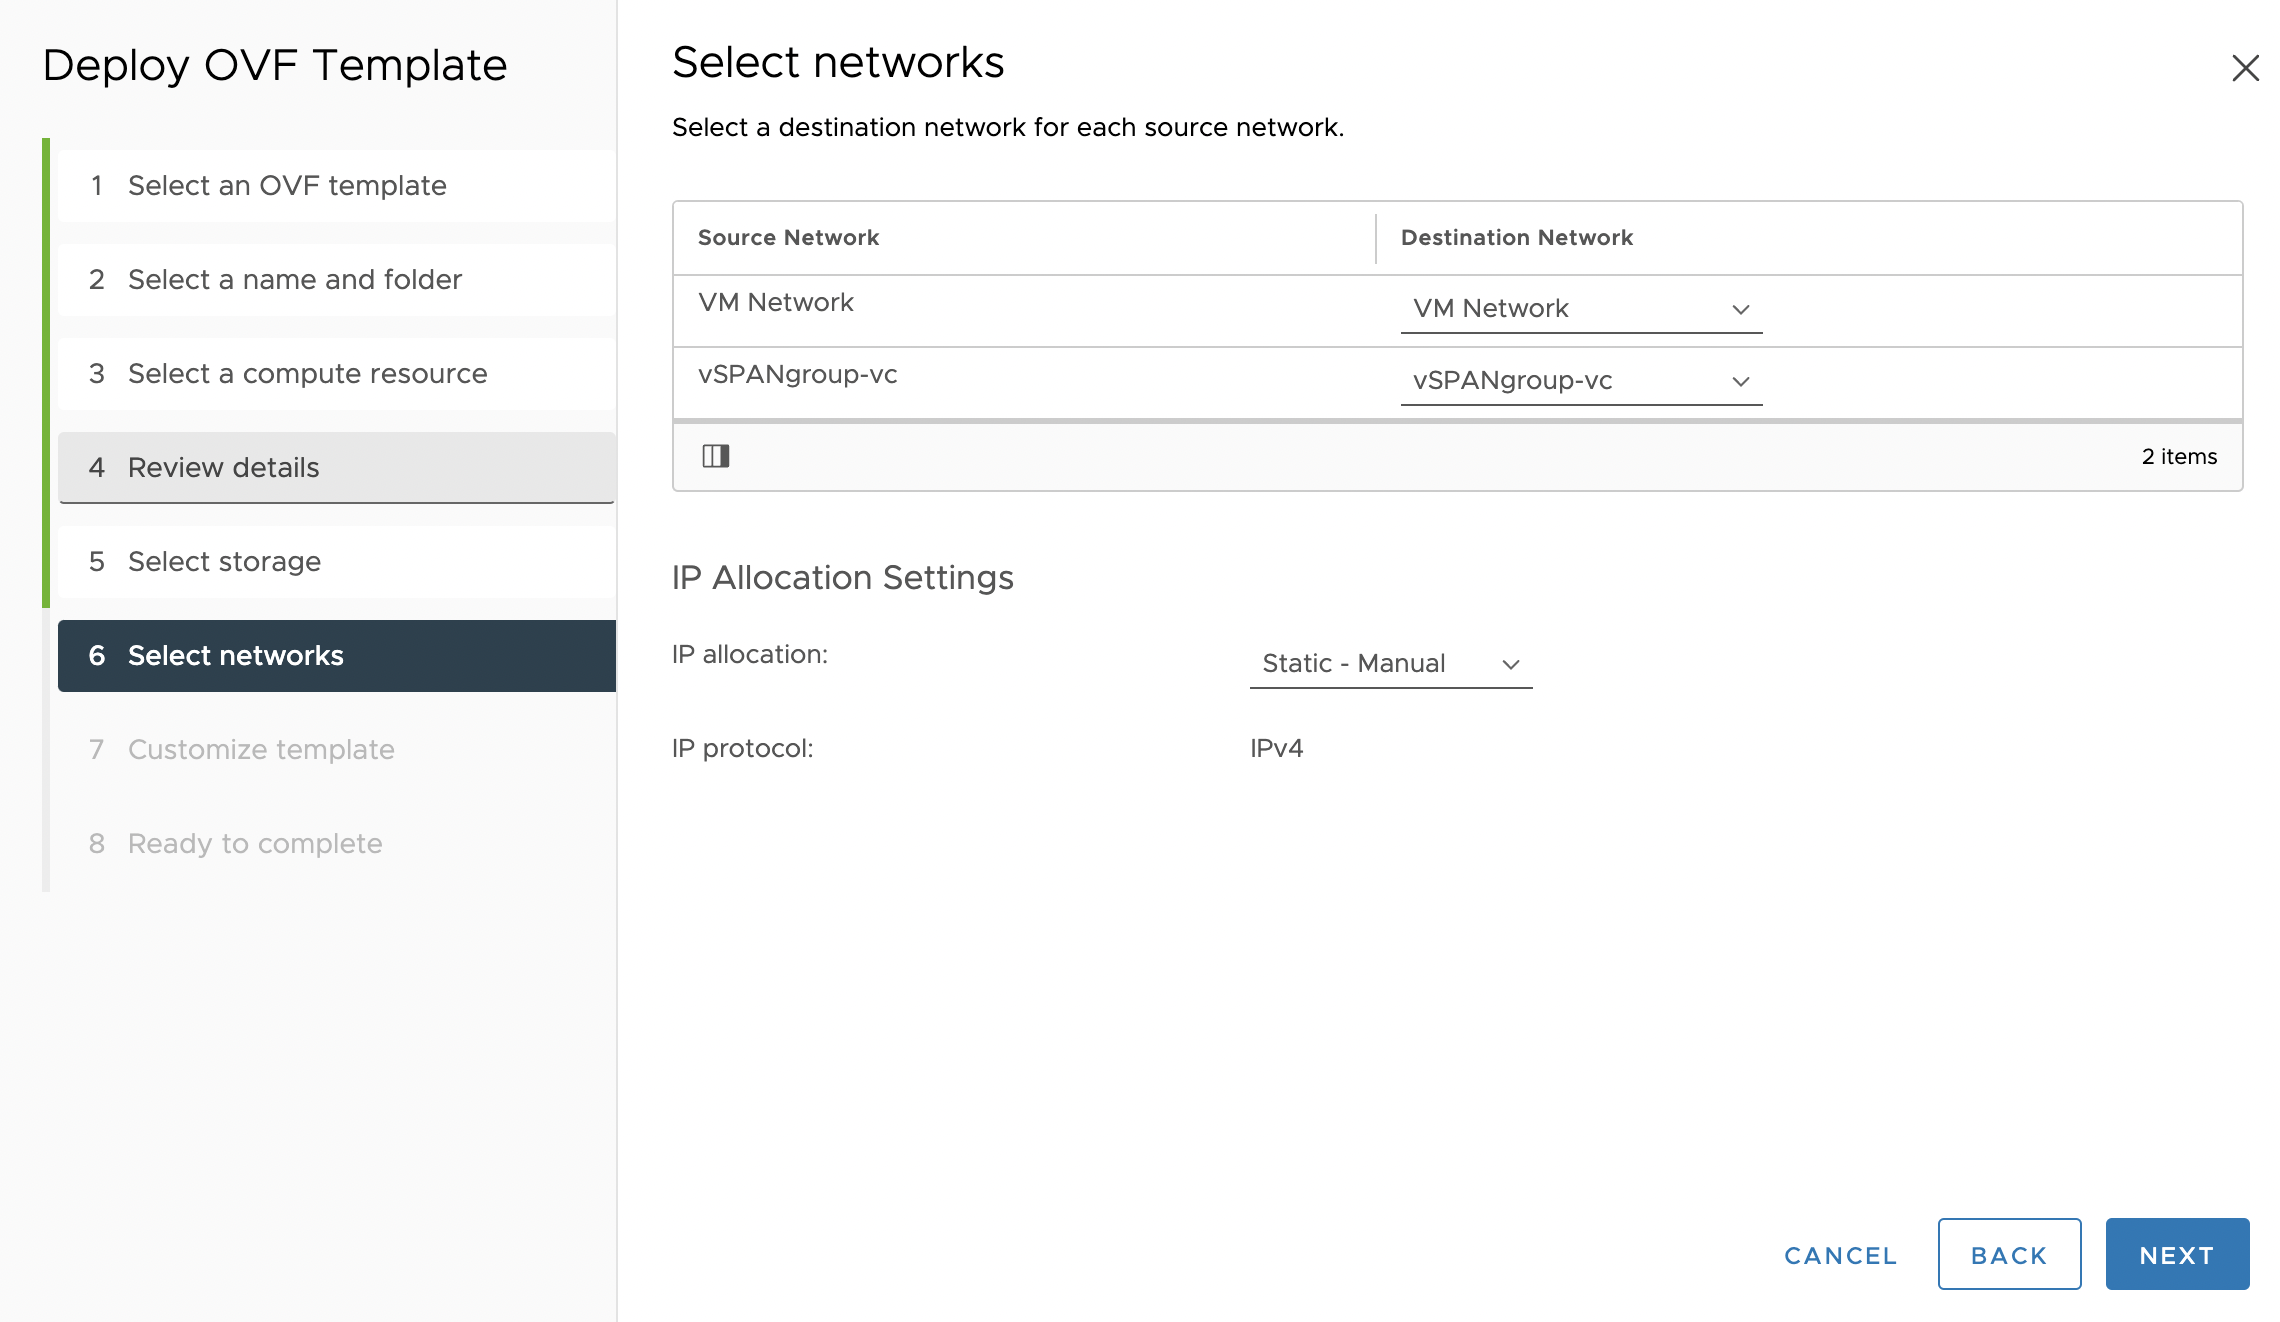 Deploy OVF Template
1 Select an OVF template
2 Select a name and folder
3 Select a compute resource
4 Review details
5 Select storage
6 Select networks
7 Customize template
8 Ready to complete
Select networks
Select a destination network for each source network.
Source Network Destination Network
VM Network VM Network
vSPANgroup-vc vSPANgroup-vc
2 items
IP Allocation Settings
IP allocation: Static - Manual
IP protocol: IPv4
CANCEL BACK NEXT